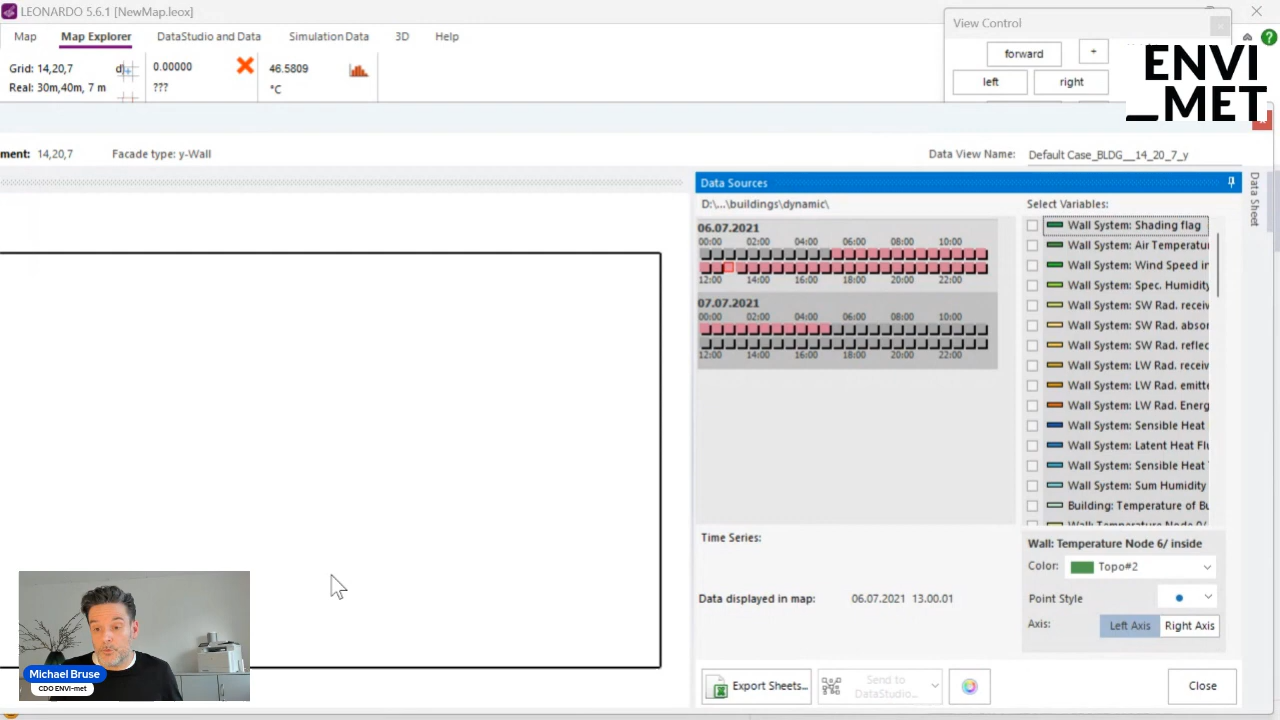 LEONARDO 5.6.1 [NewMap.leox]
View Control
Map
Map Explorer
DataStudio and Data
Simulation Data
3D
Help
?
forward
+
left
right
ENVI
_MET
Grid: 14,20,7
Real: 30m,40m, 7 m
0.00000
???
46.5809
°C
ment: 14,20,7
Facade type: y-Wall
Data View Name:
Default Case_BLDG__14_20_7_y
Data Sources
Data Sheet
D:\...\buildings\dynamic\
Select Variables:
06.07.2021
00:00 02:00 04:00 06:00 08:00 10:00
12:00 14:00 16:00 18:00 20:00 22:00
07.07.2021
00:00 02:00 04:00 06:00 08:00 10:00
12:00 14:00 16:00 18:00 20:00 22:00
Wall System: Shading flag
Wall System: Air Temperatu
Wall System: Wind Speed in
Wall System: Spec. Humidity
Wall System: SW Rad. receiv
Wall System: SW Rad. absor
Wall System: SW Rad. reflec
Wall System: LW Rad. receiv
Wall System: LW Rad. emitte
Wall System: LW Rad. Energ
Wall System: Sensible Heat
Wall System: Latent Heat Flu
Wall System: Sensible Heat
Wall System: Sum Humidity
Building: Temperature of Bu
Wall: Temperature Node 0/
Time Series:
Data displayed in map:
06.07.2021 13.00.01
Wall: Temperature Node 6/ inside
Color:
Topo#2
Point Style
Axis:
Left Axis
Right Axis
Export Sheets...
Send to
DataStudio...
Close
Michael Bruse
CDO ENVI-met